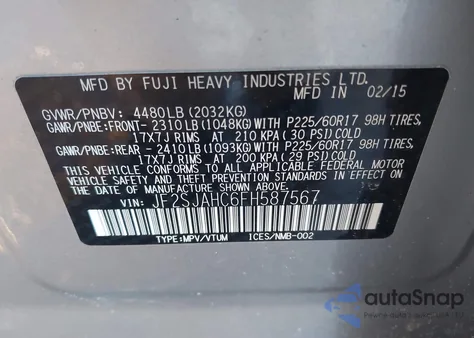 MFD BY FUJI HEAVY INDUSTRIES LTD.
IN 02/15
GVWR/PNBV: 4480LB (2032KG)
GAWR/PNBE:FRONT- 2310LB (1048KG)WITH P225/60R17 98H TIRES,
17X7J RIMS, AT 210 KPA (30 PSI)COLD
GAWR/PNBE:REAR - 2410LB (1093KG)WITH P225/60R17 98H TIRES,
17X7J RIMS, AT 200 KPA (29 PSI)COLD
THIS VEHICLE CONFORMS TO ALL APPLICABLE FEDERAL MOTOR
VEHICLE SAFETY AND THEFT PREVENTION STANDARDS IN EFFECT ON
THE DATE OF MANUFACTURE SHOWN ABOVE.
VIN: JF2SJAHC6FH587567
TYPE:MPV/VTUM ICES/NMB-002
autoSnap